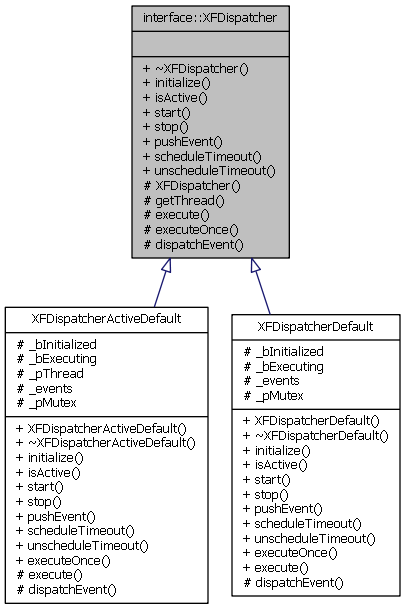 interface::XFDispatcher
+ ~XFDispatcher()
+ initialize()
+ isActive()
+ start()
+ stop()
+ pushEvent()
+ scheduleTimeout()
+ unscheduleTimeout()
# XFDispatcher()
# getThread()
# execute()
# executeOnce()
# dispatchEvent()
XFDispatcherActiveDefault
# _bInitialized
# _bExecuting
# _pThread
# _events
# _pMutex
+ XFDispatcherActiveDefault()
+ ~XFDispatcherActiveDefault()
+ initialize()
+ isActive()
+ start()
+ stop()
+ pushEvent()
+ scheduleTimeout()
+ unscheduleTimeout()
+ executeOnce()
# execute()
# dispatchEvent()
XFDispatcherDefault
# _bInitialized
# _bExecuting
# _events
# _pMutex
+ XFDispatcherDefault()
+ ~XFDispatcherDefault()
+ initialize()
+ isActive()
+ start()
+ stop()
+ pushEvent()
+ scheduleTimeout()
+ unscheduleTimeout()
+ executeOnce()
+ execute()
# dispatchEvent()